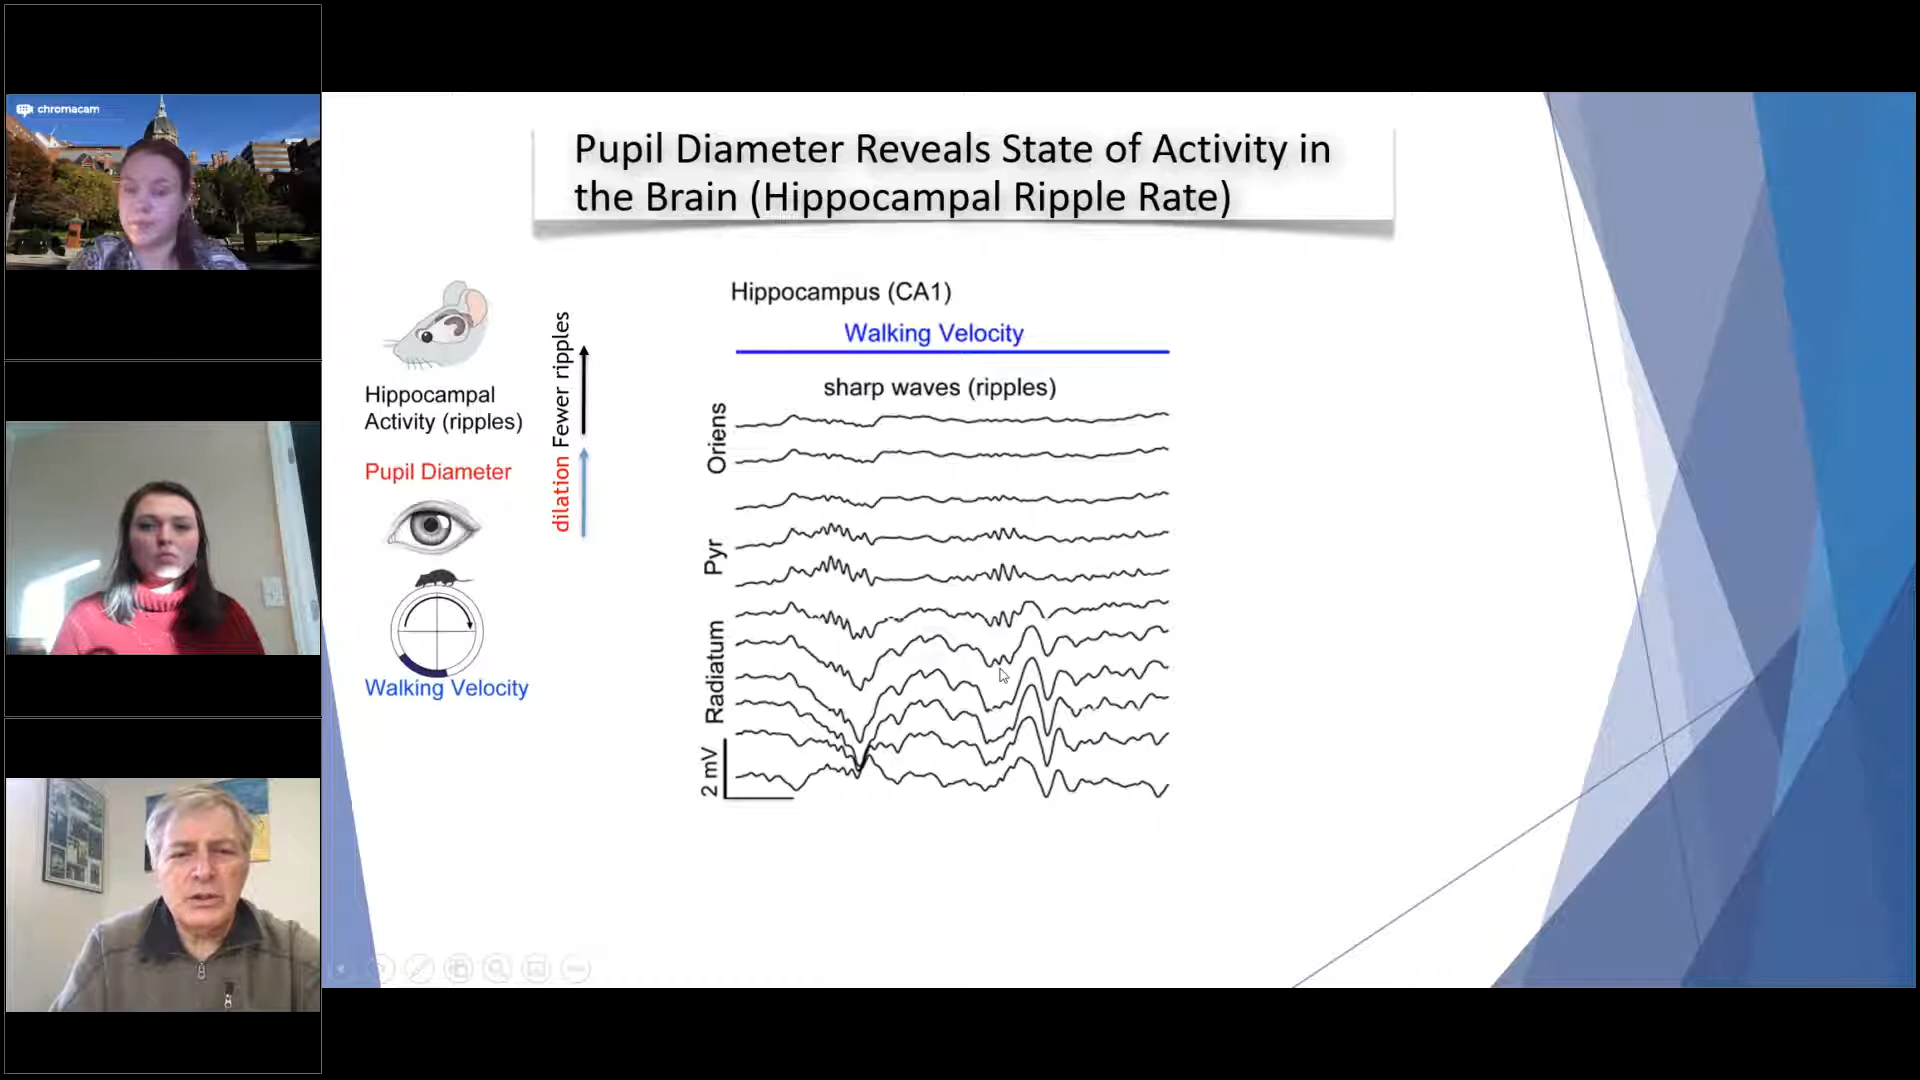 chromacam
Pupil Diameter Reveals State of Activity in
the Brain (Hippocampal Ripple Rate)
Hippocampal
Activity (ripples)
Pupil Diameter
Walking Velocity
dilation Fewer ripples
Hippocampus (CA1)
Walking Velocity
sharp waves (ripples)
Oriens
Pyr
Radiatum
2 mV